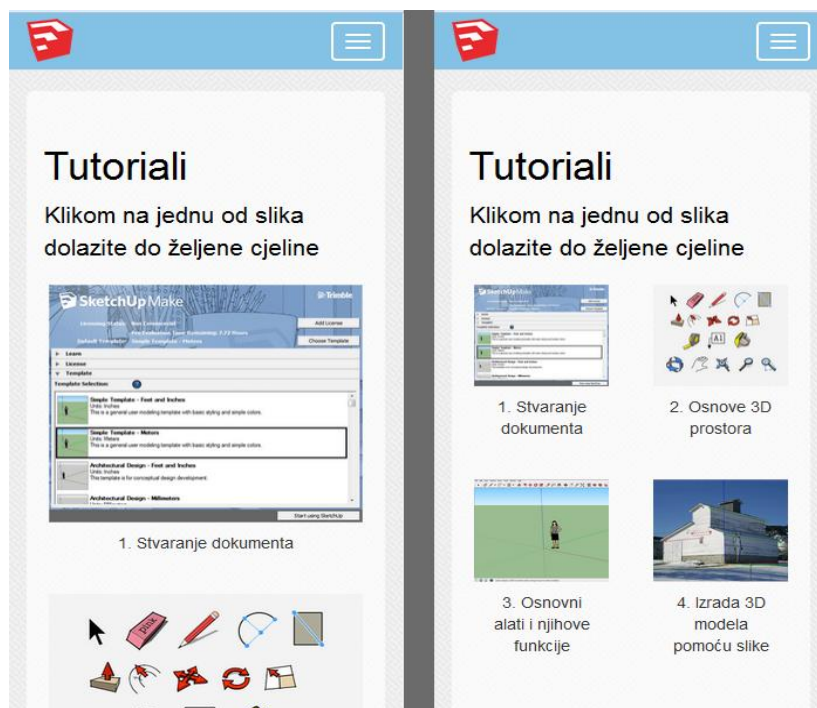 Tutoriali
Klikom na jednu od slika
dolazite do željene cjeline
SketchUp Make
Trimble
Add License
Choose Template
Learn
License
Template
Template Selection:
Simple Template - Feet and Inches
Units: Inches
This is a general user modeling template with basic styling and simple colors.
Simple Template - Meters
Units: Meters
This is a general user modeling template with basic styling and simple colors.
Architectural Design - Feet and Inches
Units: Inches
This template is for conceptual design development.
Architectural Design - Millimeters
Start using SketchUp
1. Stvaranje dokumenta
pink
Tutoriali
Klikom na jednu od slika
dolazite do željene cjeline
SketchUp Make
1. Stvaranje
dokumenta
A1
2. Osnove 3D
prostora
3. Osnovni
alati i njihove
funkcije
4. Izrada 3D
modela
pomoću slike